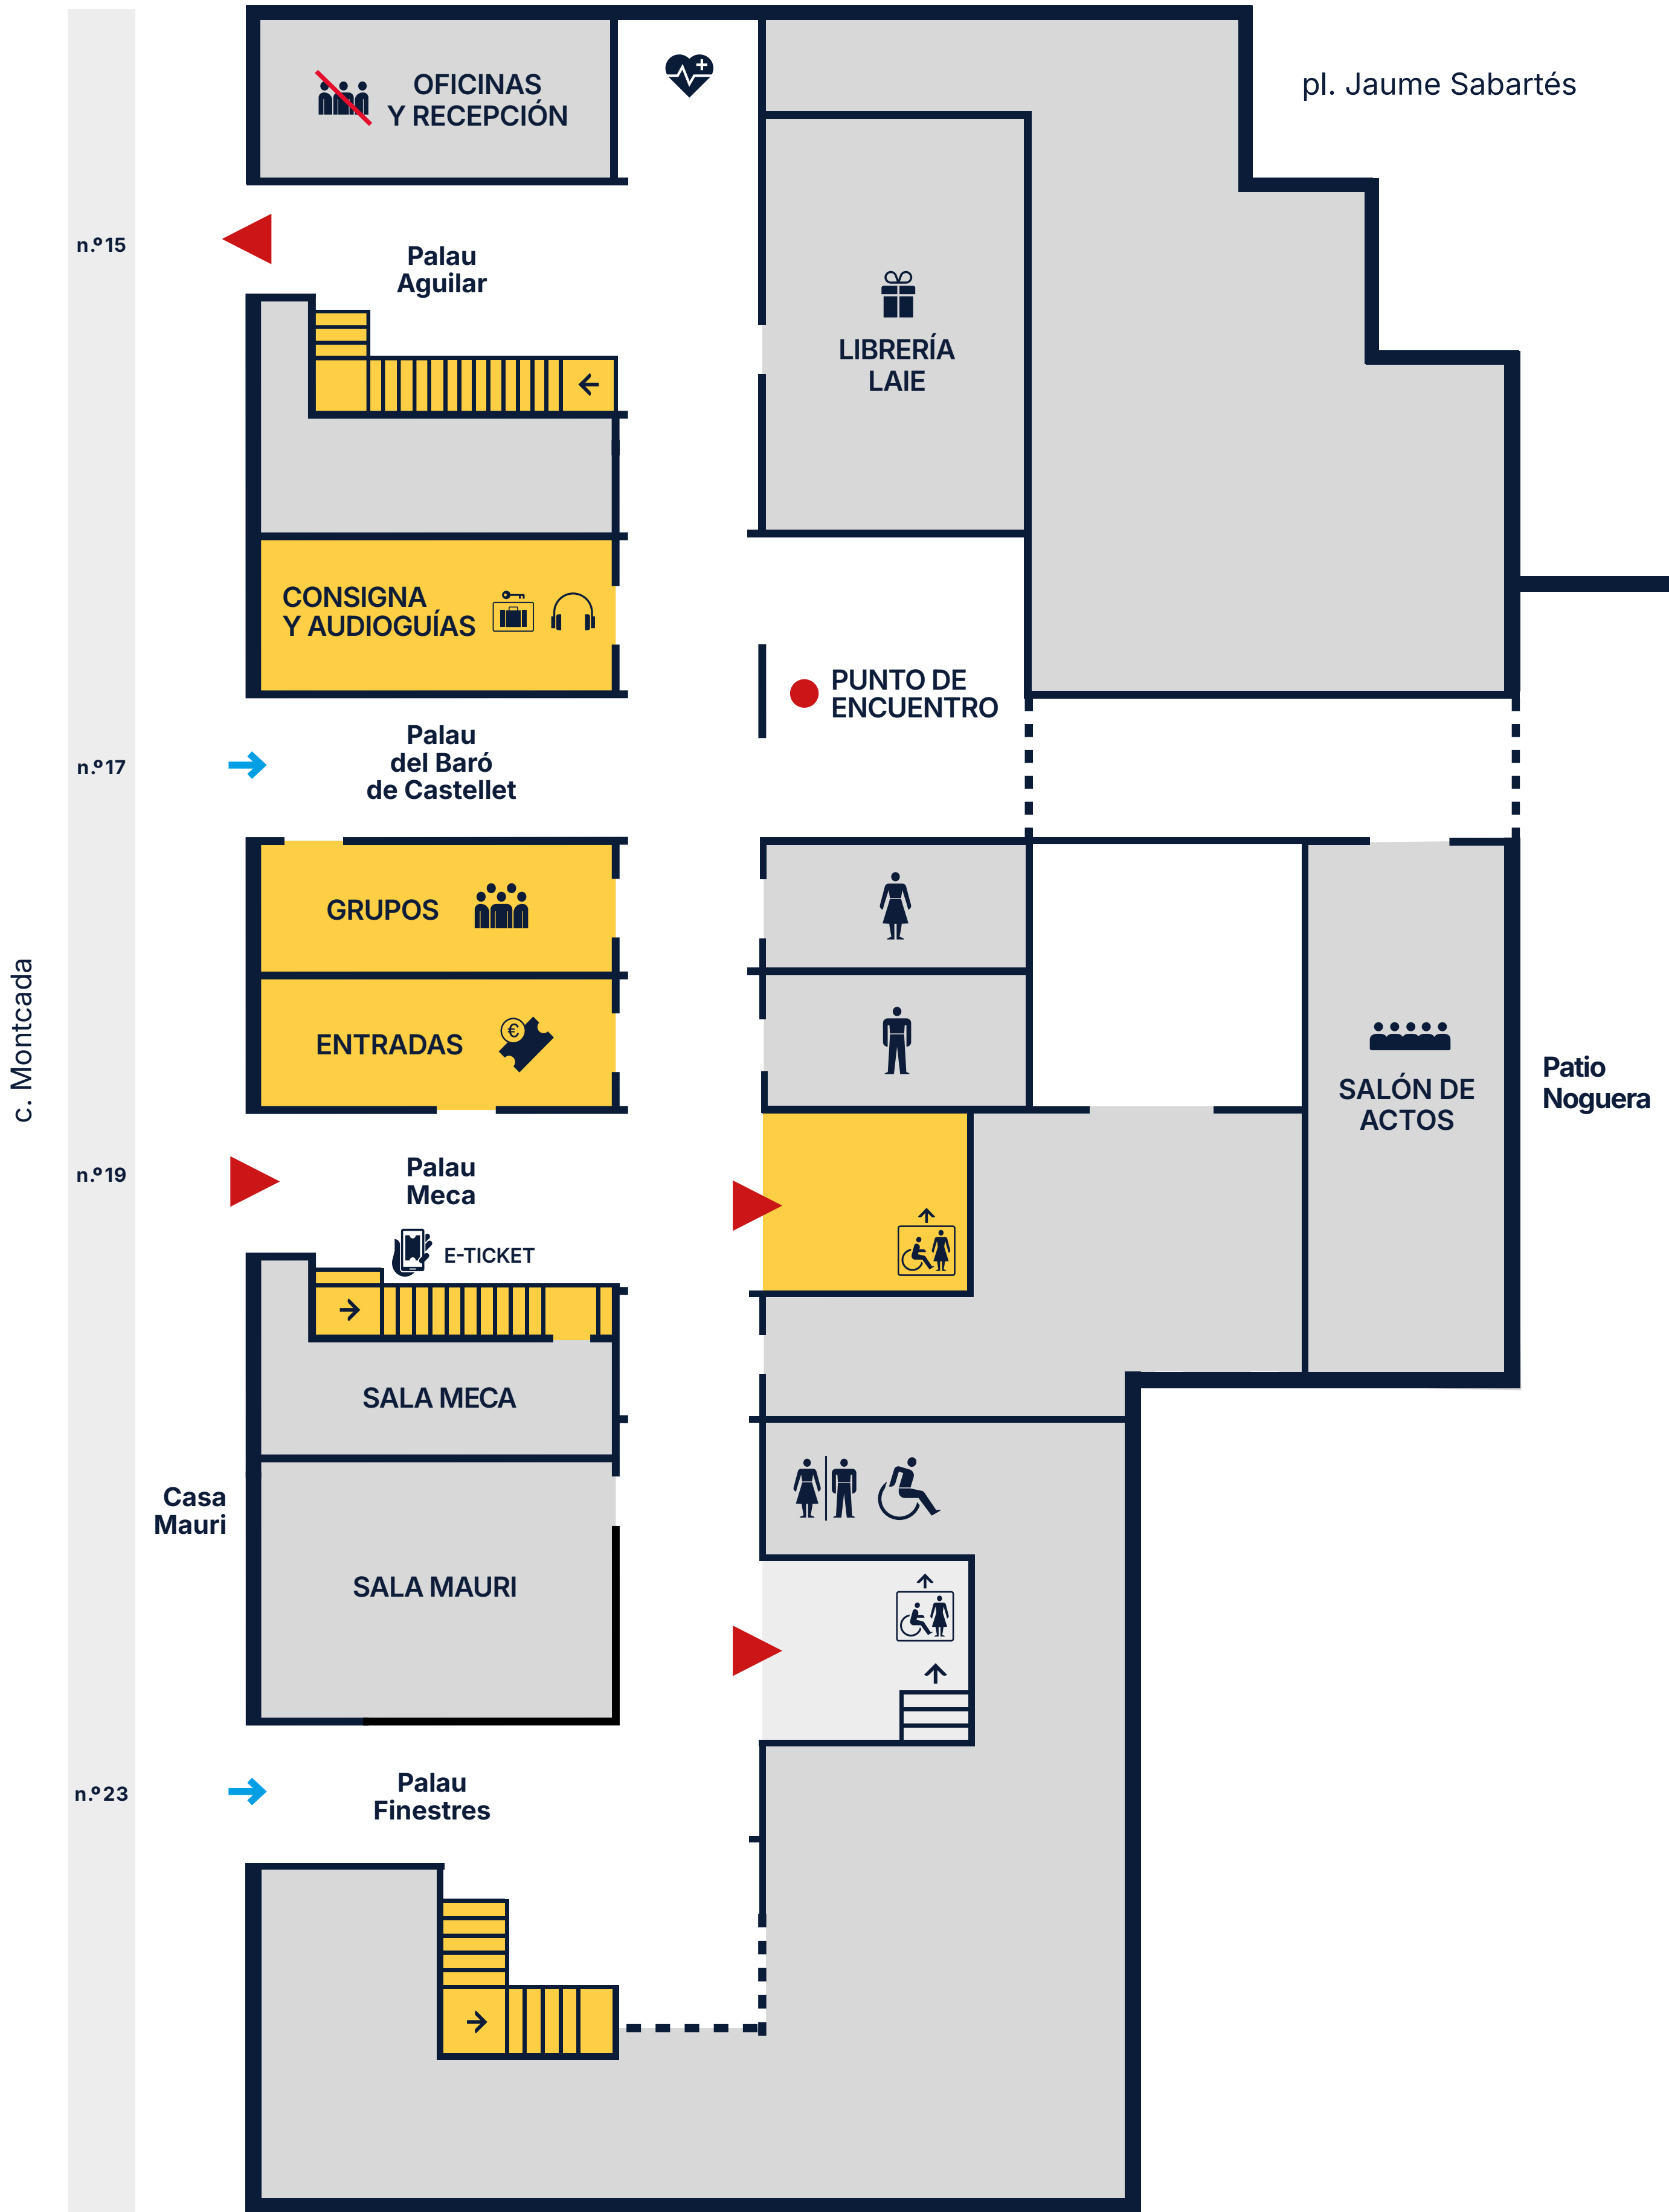 pl. Jaume Sabartés
OFICINAS
Y RECEPCIÓN
n.º15
Palau
Aguilar
LIBRERÍA
LAIE
CONSIGNA
Y AUDIOGUÍAS
PUNTO DE
ENCUENTRO
n.º17
Palau
del Baró
de Castellet
GRUPOS
ENTRADAS
€
c. Montcada
SALÓN DE
ACTOS
Patio
Noguera
n.º19
Palau
Meca
E-TICKET
SALA MECA
Casa
Mauri
SALA MAURI
n.º23
Palau
Finestres